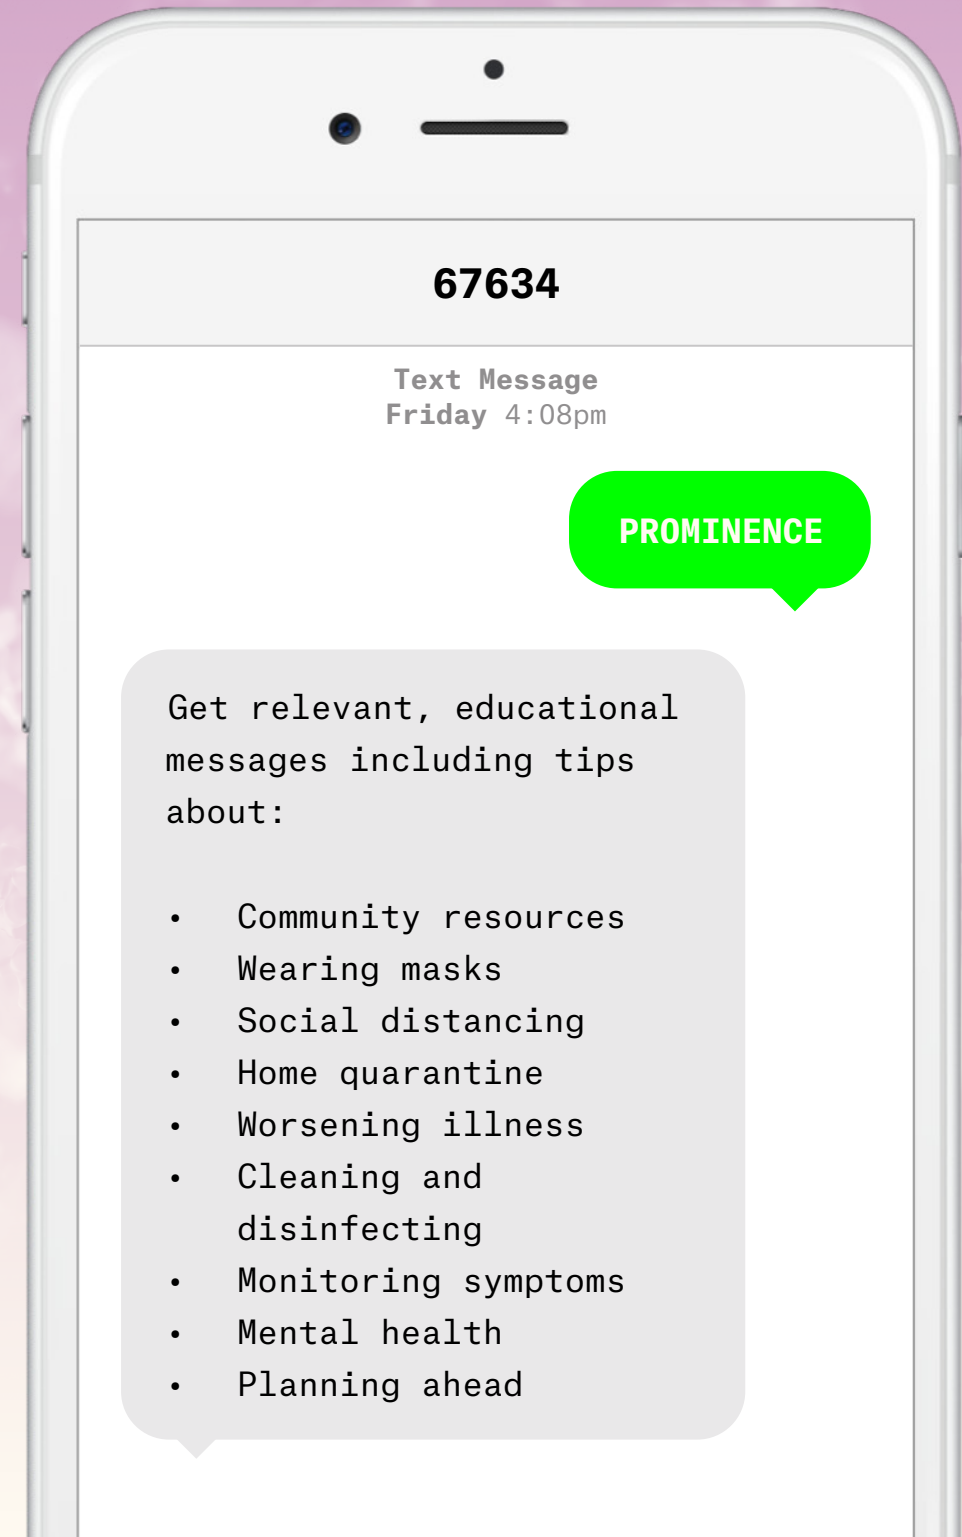 67634
Text Message
Friday 4:08pm
PROMINENCE
Get relevant, educational
messages including tips
about:
• Community resources
• Wearing masks
• Social distancing
• Home quarantine
• Worsening illness
• Cleaning and
disinfecting
• Monitoring symptoms
• Mental health
• Planning ahead